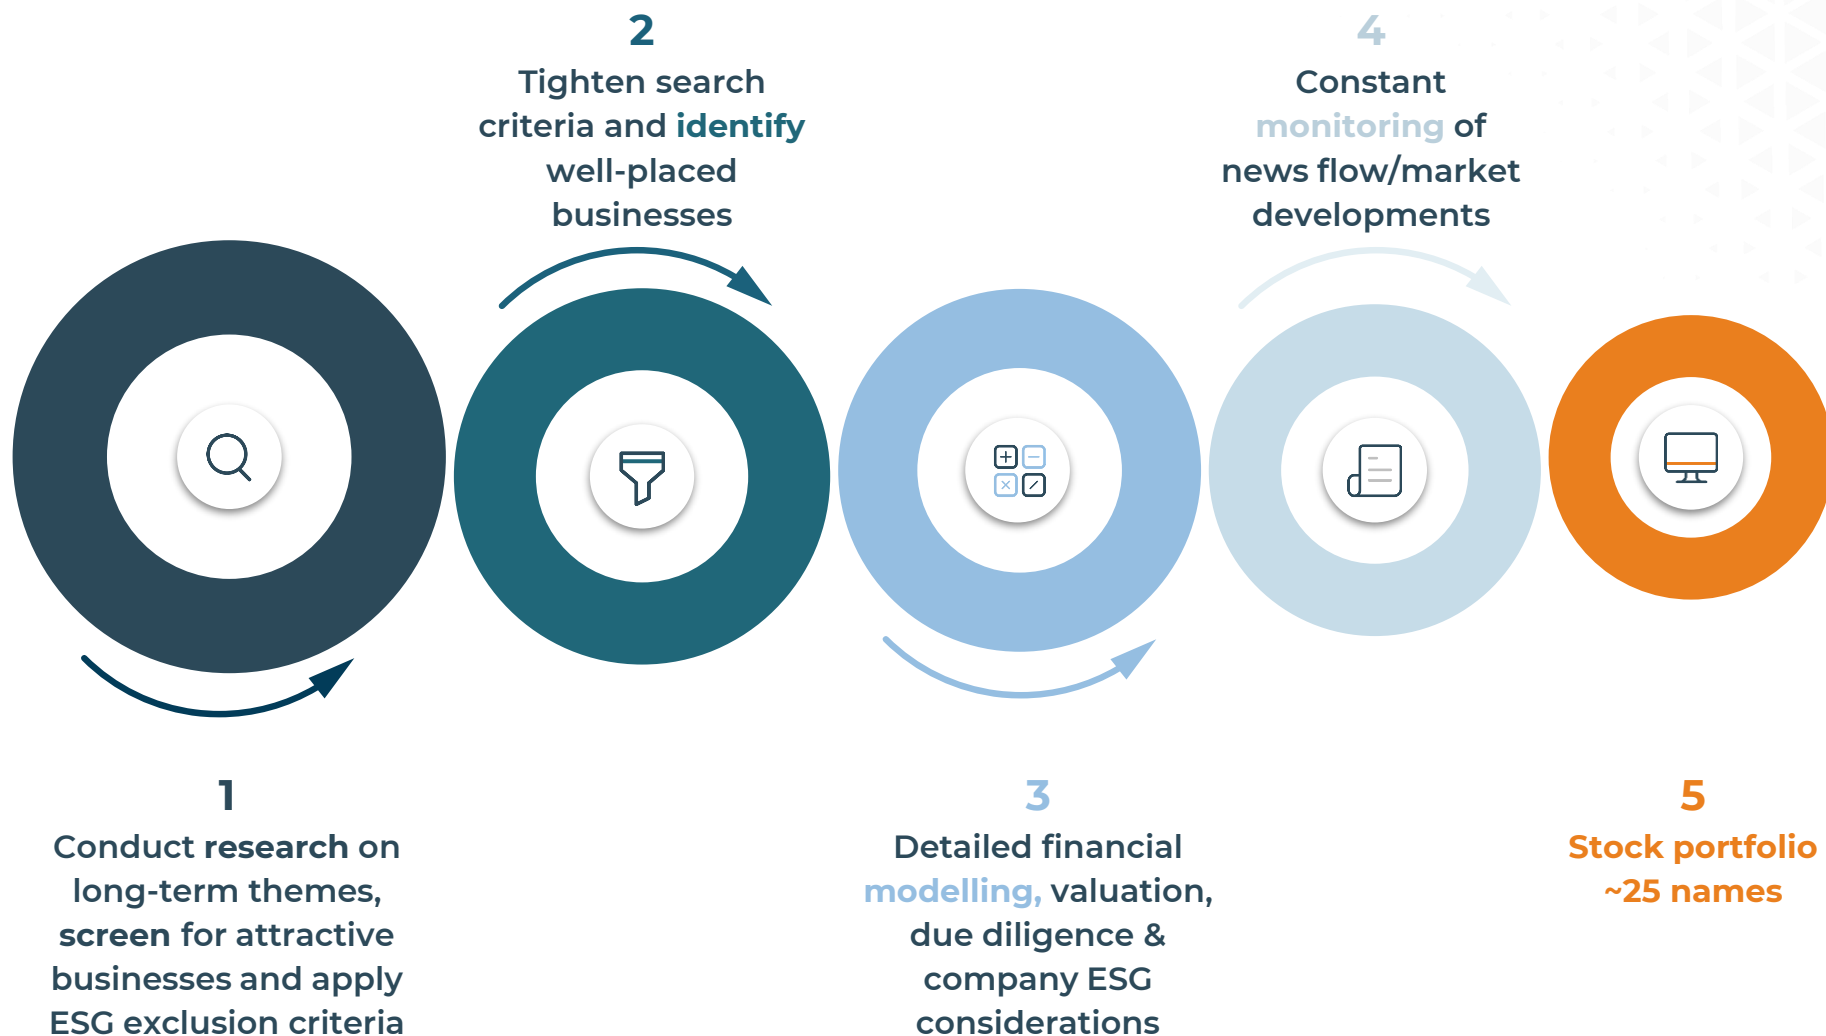 1
Conduct research on
long-term themes,
screen for attractive
businesses and apply
ESG exclusion criteria
2
Tighten search
criteria and identify
well-placed
businesses
3
Detailed financial
modelling, valuation,
due diligence &
company ESG
considerations
4
Constant
monitoring of
news flow/market
developments
5
Stock portfolio
~25 names